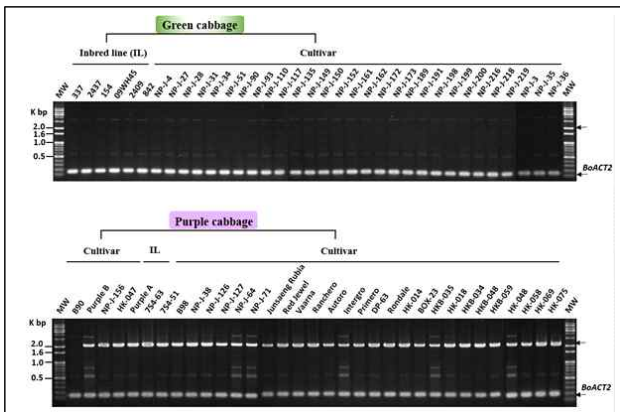 Green cabbage
Inbred line (IL) Cultivar
MW 337 2437 154 09WH45 2409 842 NP-J-4 NP-J-27 NP-J-28 NP-J-31 NP-J-34 NP-J-51 NP-J-90 NP-J-93 NP-J-110 NP-J-117 NP-J-135 NP-J-149 NP-J-150 NP-J-152 NP-J-161 NP-J-162 NP-J-172 NP-J-173 NP-J-189 NP-J-191 NP-J-198 NP-J-199 NP-J-200 NP-J-216 NP-J-218 NP-J-219 NP-J-3 NP-J-35 NP-J-36 MW
K bp
2.0
1.6
1.0
0.5
BoACT2
Purple cabbage
Cultivar IL Cultivar
MW B90 Purple B NP-J-156 HK-047 Purple A 754-63 754-51 B98 NP-J-38 NP-J-126 NP-J-127 NP-J-64 NP-J-71 Junsaeng Rubia Red Jewel Vairna Ranchero Autoro Intergro Primero DP-63 Rondale HK-014 BOX-23 HKB-035 HK-018 HKB-034 HKB-048 HKB-059 HK-048 HK-058 HK-069 HK-075 MW
K bp
2.0
1.6
1.0
0.5
BoACT2